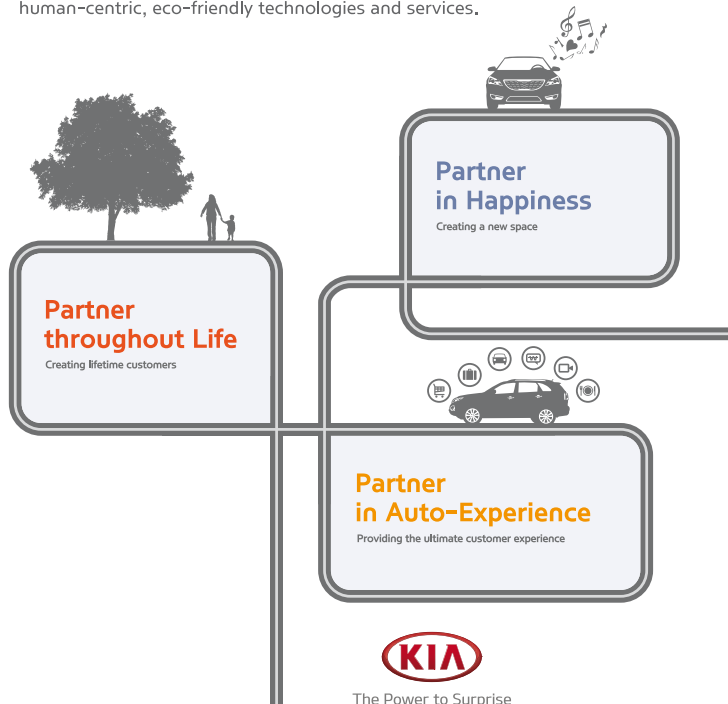 human-centric, eco-friendly technologies and services.
Partner
in Happiness
Creating a new space
Partner
throughout Life
Creating lifetime customers
Partner
in Auto-Experience
Providing the ultimate customer experience
KIA
The Power to Surprise